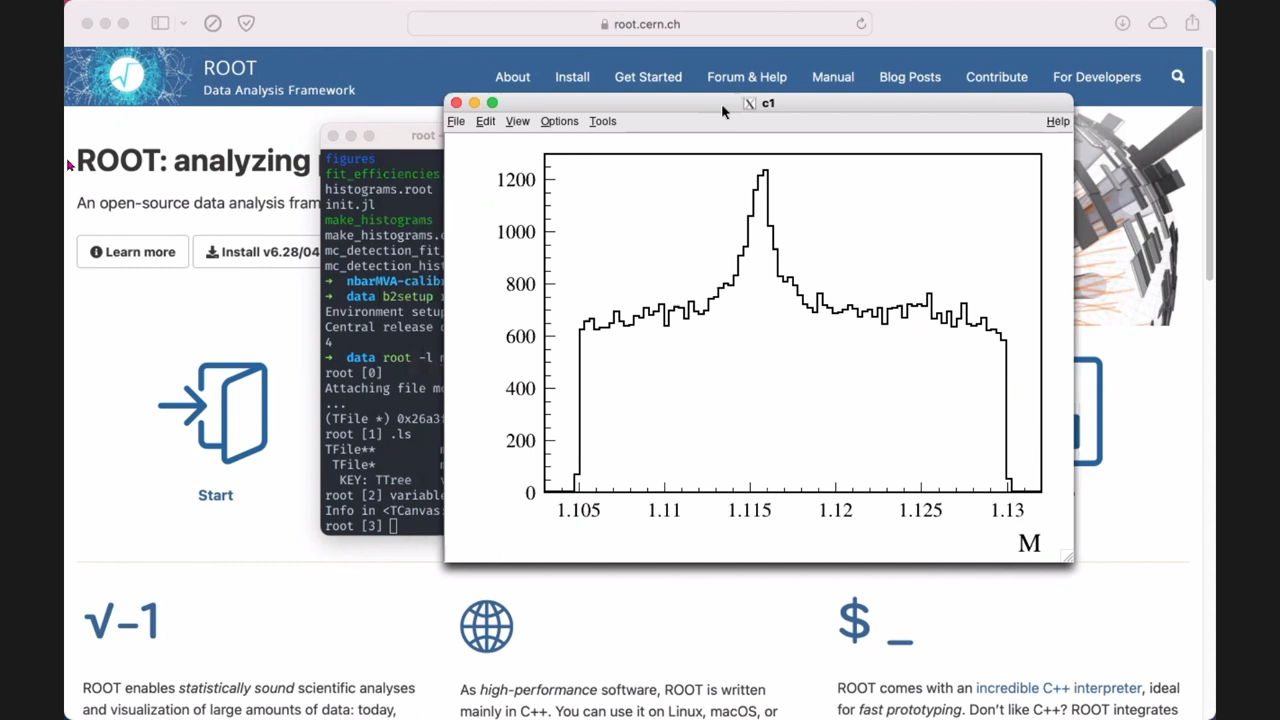 root.cern.ch
ROOT
Data Analysis Framework
About
Install
Get Started
Forum & Help
Manual
Blog Posts
Contribute
For Developers
ROOT: analyzing
An open-source data analysis
Learn more
Install v6.28/04
root
figures
fit_efficiencies
histograms.root
init.jl
make_histograms
make_histograms.
mc_detection_fit_
mc_detection_his
→ nbarMVA-calib
→ data b2setup
Environment setu
Central release
4
→ data root -l
root [0]
Attaching file
...
(TFile *) 0x26a3
root [1] .ls
TFile**
TFile*
KEY: TTree
root [2] variabl
Info in <TCanvas
root [3]
c1
File Edit View Options Tools Help
1200
1000
800
600
400
200
0
1.105 1.11 1.115 1.12 1.125 1.13
M
Start
√-1
$ _
ROOT enables statistically sound scientific analyses
and visualization of large amounts of data: today,
As high-performance software, ROOT is written
mainly in C++. You can use it on Linux, macOS, or
ROOT comes with an incredible C++ interpreter, ideal
for fast prototyping. Don't like C++? ROOT integrates